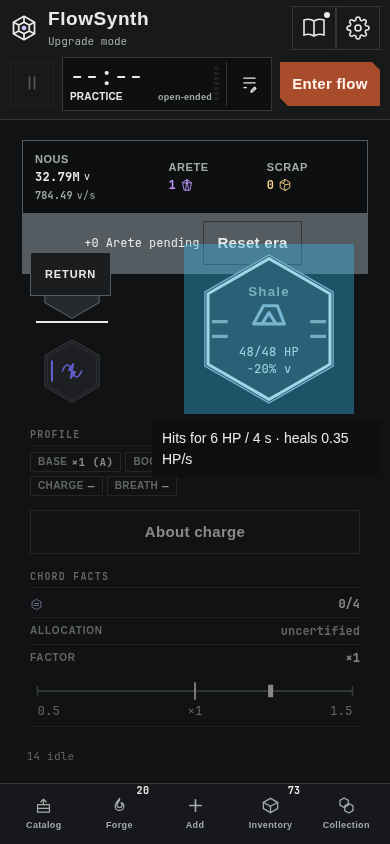 FlowSynth
Upgrade mode
--:--
PRACTICE
open-ended
Enter flow
NOUS
32.79M v
784.49 v/s
ARETE
1
SCRAP
0
+0 Arete pending
Reset era
RETURN
Shale
48/48 HP
-20% v
Hits for 6 HP / 4 s · heals 0.35
HP/s
PROFILE
BASE ×1 (A)
CHARGE –
BREATH –
About charge
CHORD FACTS
0/4
ALLOCATION
uncertified
FACTOR
×1
0.5
×1
1.5
14 idle
Catalog
20
Forge
Add
73
Inventory
Collection